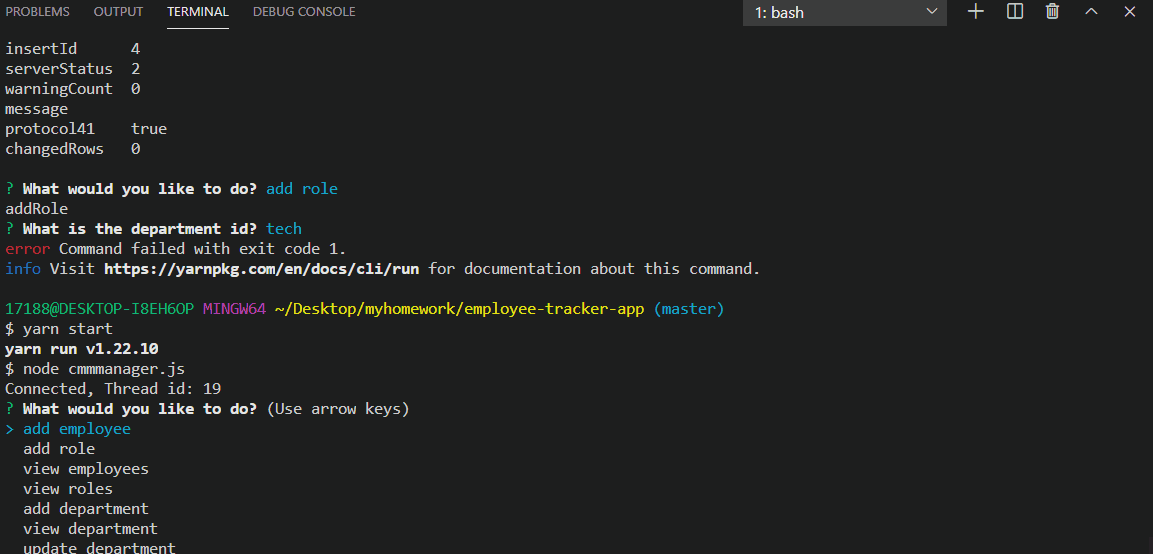 PROBLEMS OUTPUT TERMINAL DEBUG CONSOLE 1: bash
insertId 4
serverStatus 2
warningCount 0
message
protocol41 true
changedRows 0
? What would you like to do? add role
addRole
? What is the department id? tech
error Command failed with exit code 1.
info Visit https://yarnpkg.com/en/docs/cli/run for documentation about this command.
17188@DESKTOP-I8EH6OP MINGW64 ~/Desktop/myhomework/employee-tracker-app (master)
$ yarn start
yarn run v1.22.10
$ node cmmmanager.js
Connected, Thread id: 19
? What would you like to do? (Use arrow keys)
> add employee
add role
view employees
view roles
add department
view department
update department